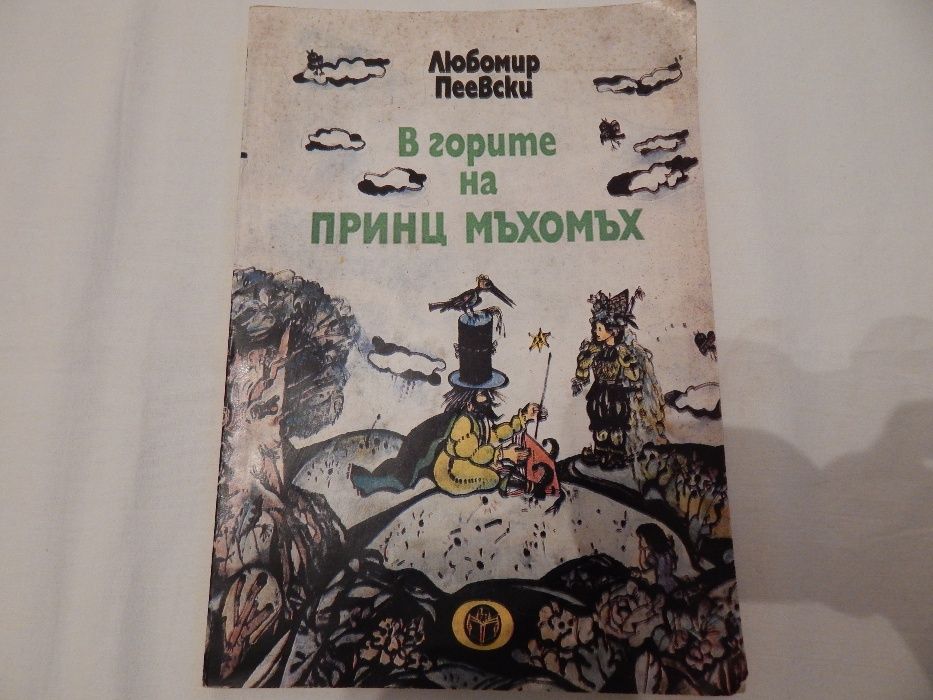 Любомир
Пеевски
В горите
на
ПРИНЦ МЪХОМЪХ